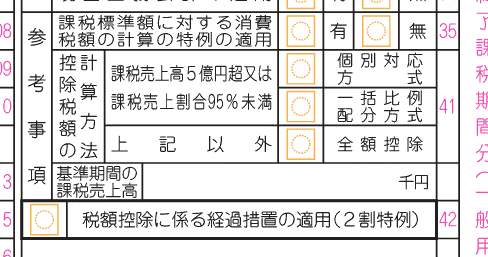 課税標準額に対する消費
税額の計算の特例の適用
有
無
35
08
参考事項
控除税額の
計算方法
09
課税売上高5億円超又は
課税売上割合95%未満
個別対応
方式
10
一括比例
配分方式
41
上記以外
全額控除
13
基準期間の
課税売上高
千円
15
税額控除に係る経過措置の適用(2割特例)
42
了課税期間分(一般用